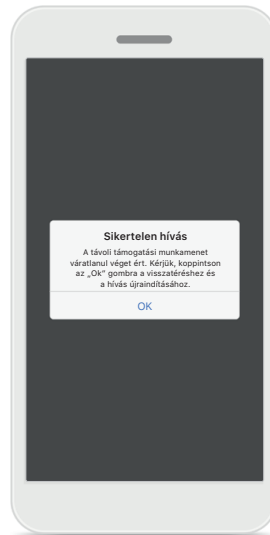 Sikertelen hívás
A távoli támogatási munkamenet
váratlanul véget ért. Kérjük, koppintson
az „Ok” gombra a visszatéréshez és
a hívás újraindításához.
OK